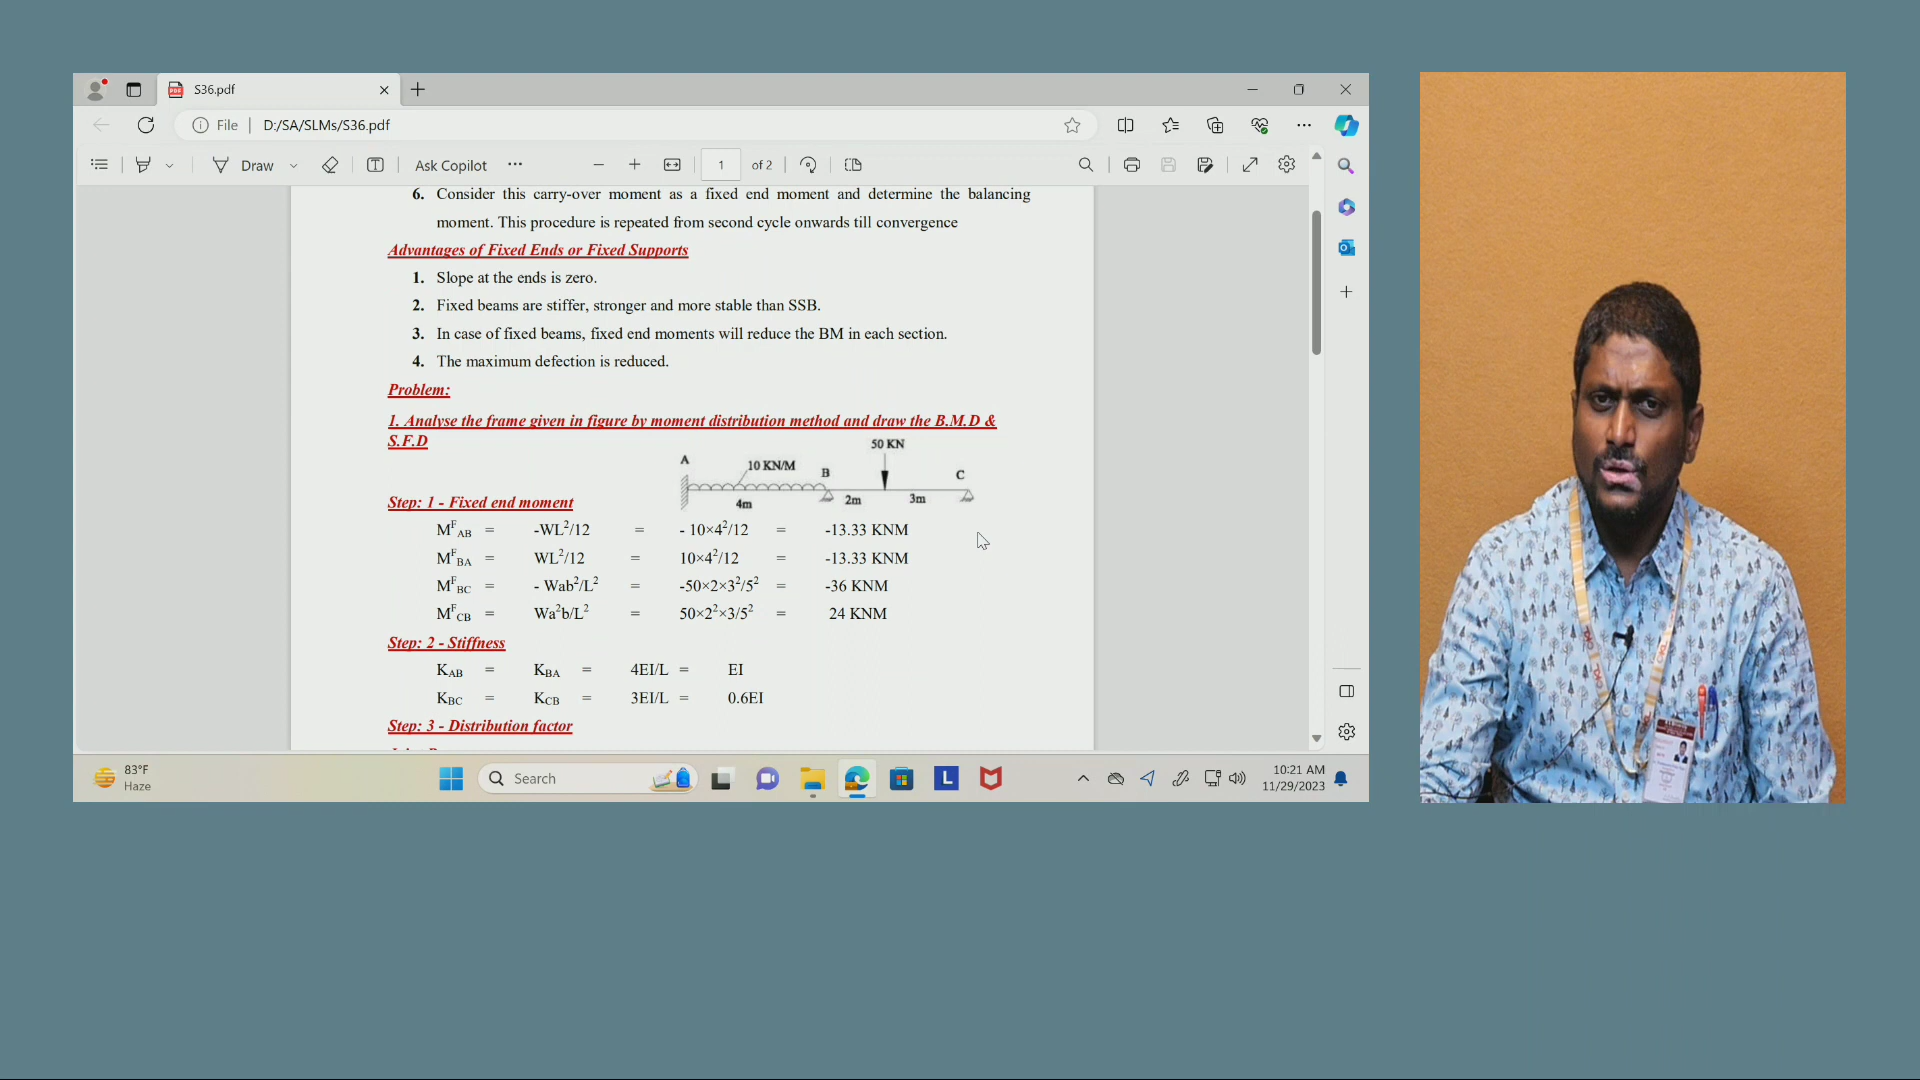 S36.pdf
File D:/SA/SLMs/S36.pdf
Draw Ask Copilot 1 of 2
6. Consider this carry-over moment as a fixed end moment and determine the balancing
moment. This procedure is repeated from second cycle onwards till convergence
Advantages of Fixed Ends or Fixed Supports
1. Slope at the ends is zero.
2. Fixed beams are stiffer, stronger and more stable than SSB.
3. In case of fixed beams, fixed end moments will reduce the BM in each section.
4. The maximum defection is reduced.
Problem:
1. Analyse the frame given in figure by moment distribution method and draw the B.M.D &
S.F.D
50 KN
A 10 KN/M B C
4m 2m 3m
Step: 1 - Fixed end moment
M^F_AB = -WL²/12 = - 10×4²/12 = -13.33 KNM
M^F_BA = WL²/12 = 10×4²/12 = -13.33 KNM
M^F_BC = - Wab²/L² = -50×2×3²/5² = -36 KNM
M^F_CB = Wa²b/L² = 50×2²×3/5² = 24 KNM
Step: 2 - Stiffness
K_AB = K_BA = 4EI/L = EI
K_BC = K_CB = 3EI/L = 0.6EI
Step: 3 - Distribution factor
83°F
Haze
Search
L
10:21 AM
11/29/2023